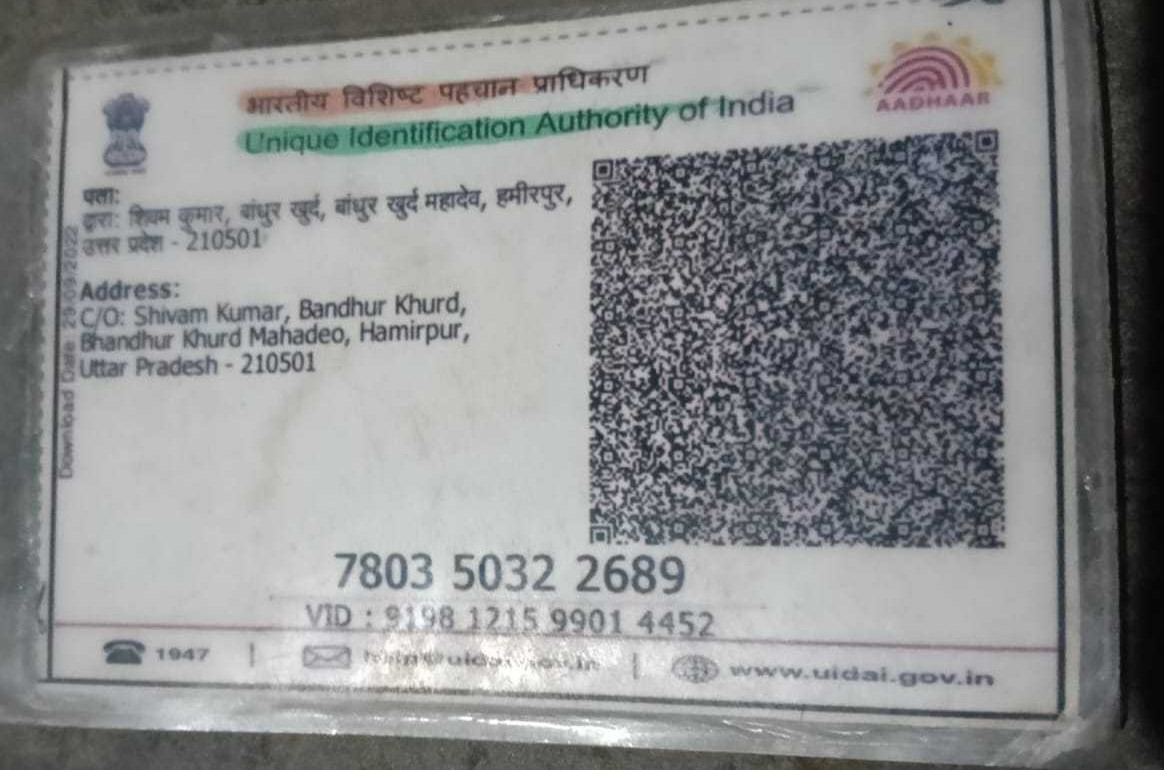 भारतीय विशिष्ट पहचान प्राधिकरण
Unique Identification Authority of India
AADHAAR
पता:
द्वारा: शिवम कुमार, बांधुर खुर्द, बांधुर खुर्द महादेव, हमीरपुर,
उत्तर प्रदेश - 210501
Address:
C/O: Shivam Kumar, Bandhur Khurd,
Bhandhur Khurd Mahadeo, Hamirpur,
Uttar Pradesh - 210501
Download Date:
7803 5032 2689
VID : 9198 1215 9901 4452
1947
www.uidai.gov.in